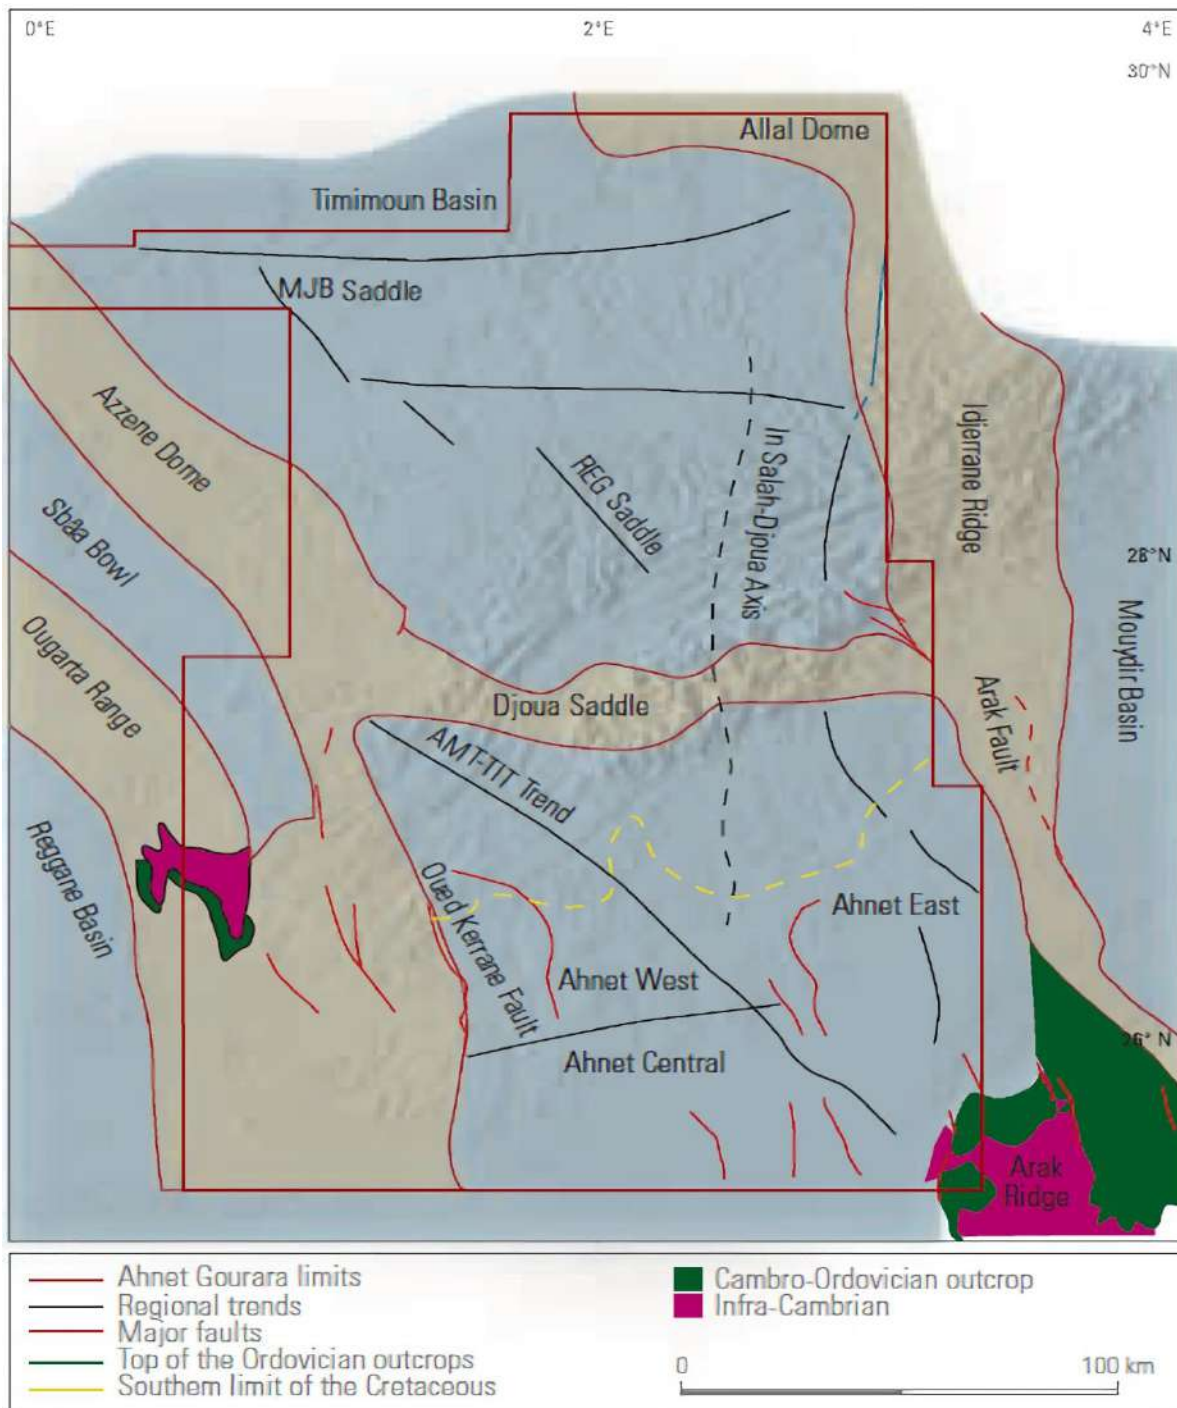 0°E
2°E
4°E
30°N
Allal Dome
Timimoun Basin
MJB Saddle
Azzene Dome
Sbâa Bowl
REG Saddle
In Salah-Djoua Axis
Idjerrane Ridge
28°N
Ougarta Range
Mouydir Basin
Djoua Saddle
Arak Fault
AMT-TIT Trend
Reggane Basin
Oued Kerrane Fault
Ahnet East
Ahnet West
26° N
Ahnet Central
Arak
Ridge
Ahnet Gourara limits
Regional trends
Major faults
Top of the Ordovician outcrops
Southem limit of the Cretaceous
Cambro-Ordovician outcrop
Infra-Cambrian
0
100 km